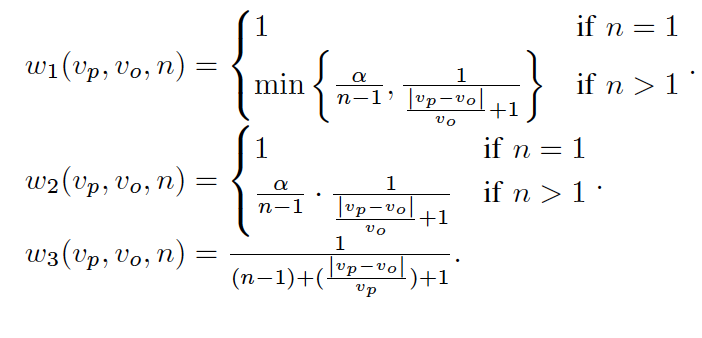 w₁(vₚ, vₒ, n) = { 1 if n = 1
min { α/(n−1), 1/(|vₚ−vₒ|/vₒ +1) } if n > 1 .
w₂(vₚ, vₒ, n) = { 1 if n = 1
α/(n−1) · 1/(|vₚ−vₒ|/vₒ +1) if n > 1 .
w₃(vₚ, vₒ, n) = 1/((n−1)+(|vₚ−vₒ|/vₚ)+1) .